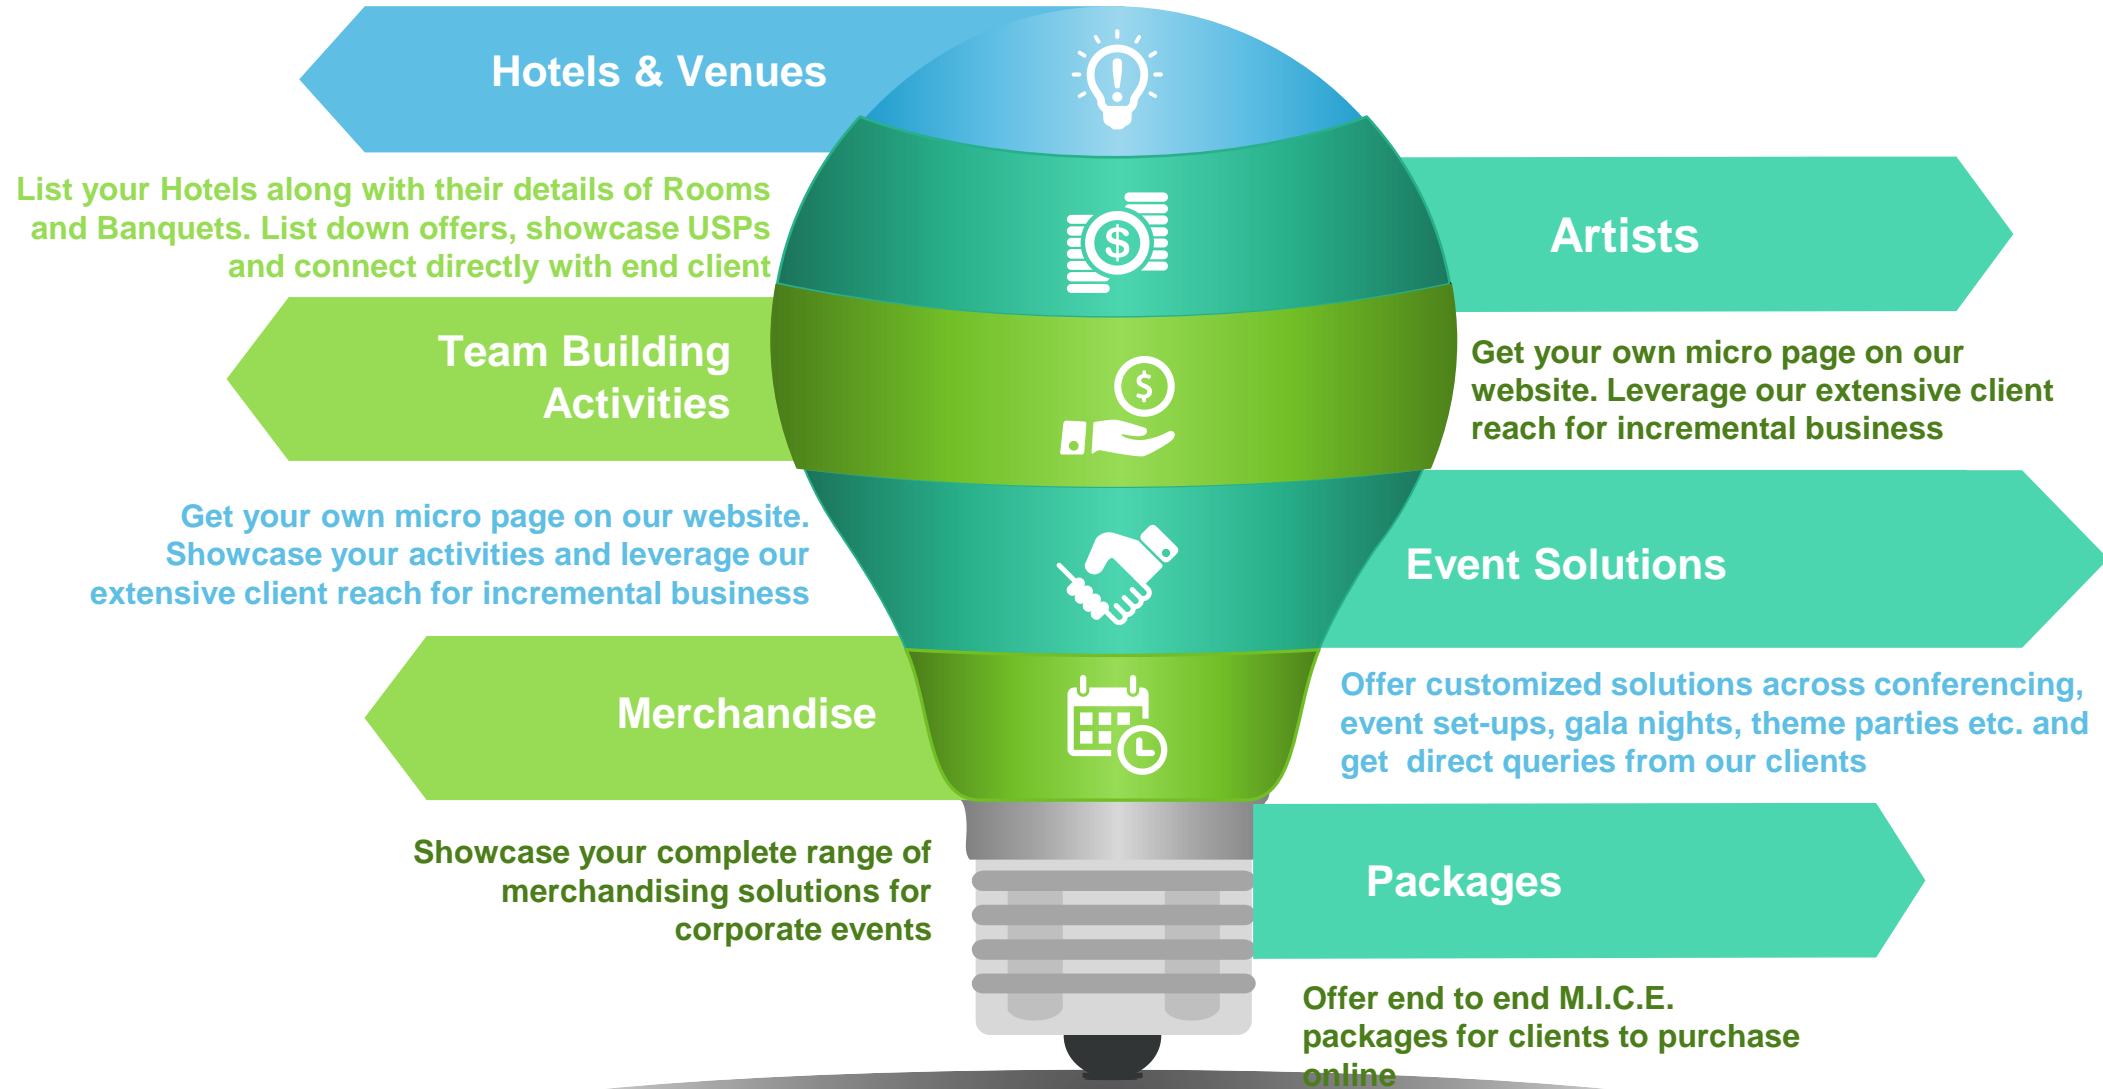 Hotels & Venues
List your Hotels along with their details of Rooms
and Banquets. List down offers, showcase USPs
and connect directly with end client
Artists
Get your own micro page on our
website. Leverage our extensive client
reach for incremental business
Team Building
Activities
Get your own micro page on our website.
Showcase your activities and leverage our
extensive client reach for incremental business
Event Solutions
Offer customized solutions across conferencing,
event set-ups, gala nights, theme parties etc. and
get  direct queries from our clients
Merchandise
Showcase your complete range of
merchandising solutions for
corporate events
Packages
Offer end to end M.I.C.E.
packages for clients to purchase
online